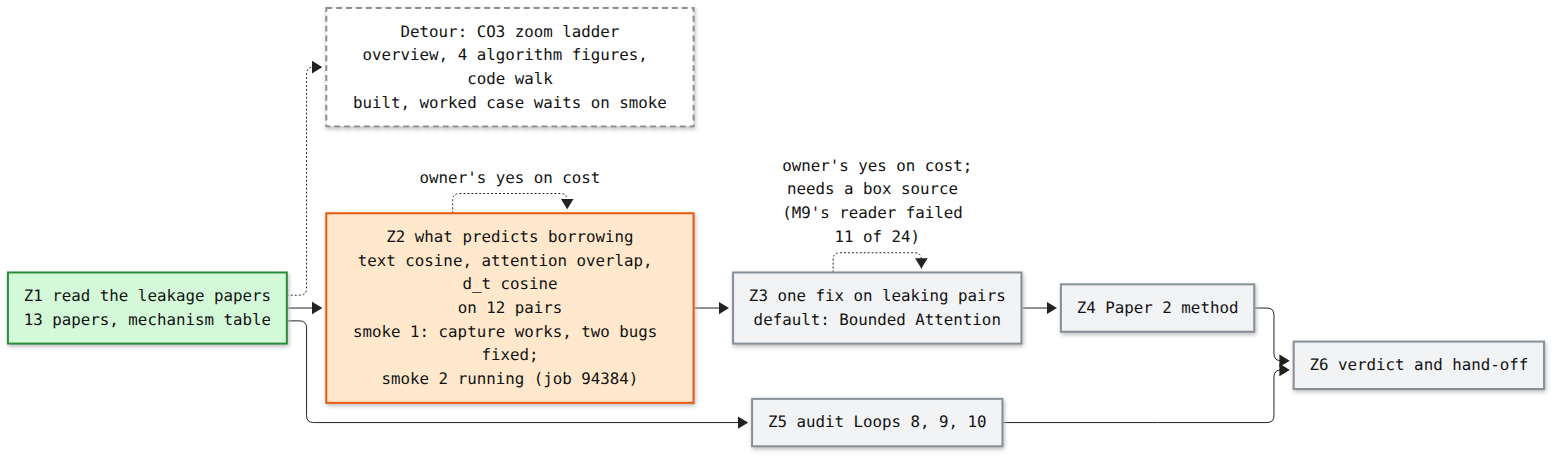 Detour: CO3 zoom ladder
overview, 4 algorithm figures,
code walk
built, worked case waits on smoke
owner's yes on cost
owner's yes on cost;
needs a box source
(M9's reader failed
11 of 24)
Z1 read the leakage papers
13 papers, mechanism table
Z2 what predicts borrowing
text cosine, attention overlap,
d_t cosine
on 12 pairs
smoke 1: capture works, two bugs
fixed;
smoke 2 running (job 94384)
Z3 one fix on leaking pairs
default: Bounded Attention
Z4 Paper 2 method
Z5 audit Loops 8, 9, 10
Z6 verdict and hand-off